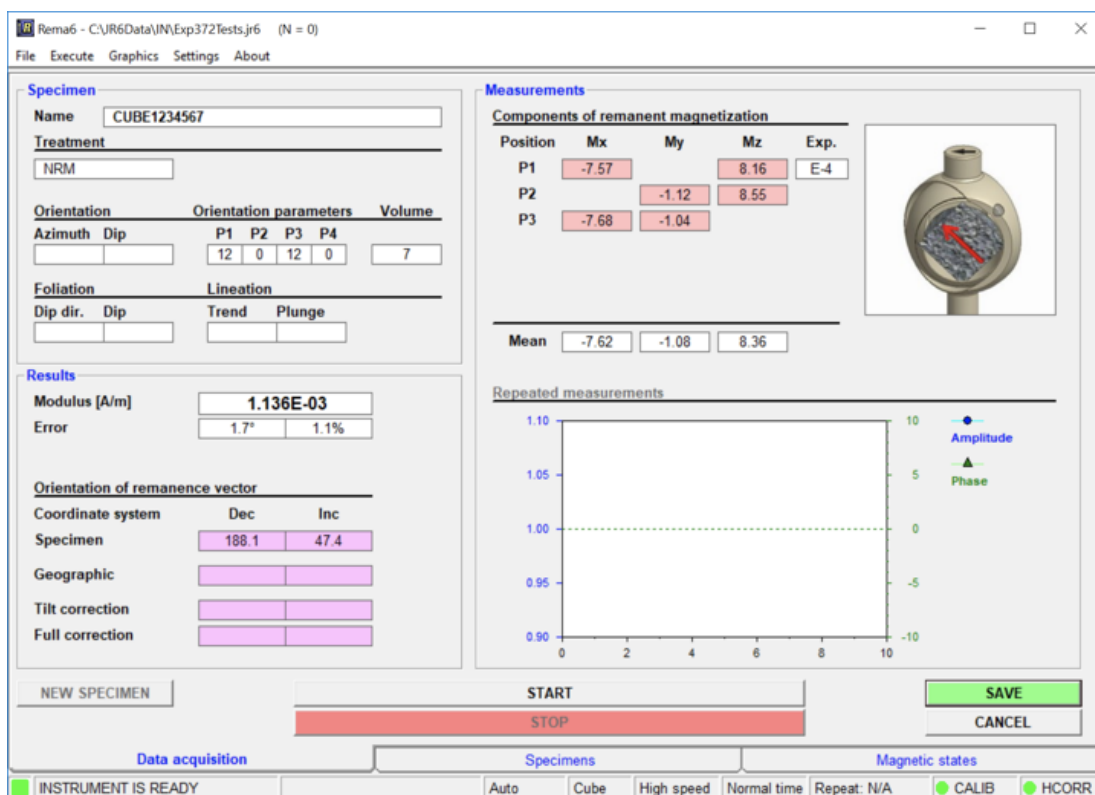 Rema6 - C:\JR6Data\IN\Exp372Tests.jr6 (N = 0)
File Execute Graphics Settings About
Specimen
Name CUBE1234567
Treatment
NRM
Orientation Orientation parameters Volume
Azimuth Dip P1 P2 P3 P4
12 0 12 0 7
Foliation Lineation
Dip dir. Dip Trend Plunge
Results
Modulus [A/m] 1.136E-03
Error 1.7° 1.1%
Orientation of remanence vector
Coordinate system Dec Inc
Specimen 188.1 47.4
Geographic
Tilt correction
Full correction
Measurements
Components of remanent magnetization
Position Mx My Mz Exp.
P1 -7.57 8.16 E-4
P2 -1.12 8.55
P3 -7.68 -1.04
Mean -7.62 -1.08 8.36
Repeated measurements
1.10 10
1.05 5
1.00 0
0.95 -5
0.90 -10
0 2 4 6 8 10
Amplitude
Phase
NEW SPECIMEN START SAVE
STOP CANCEL
Data acquisition Specimens Magnetic states
INSTRUMENT IS READY Auto Cube High speed Normal time Repeat: N/A CALIB HCORR